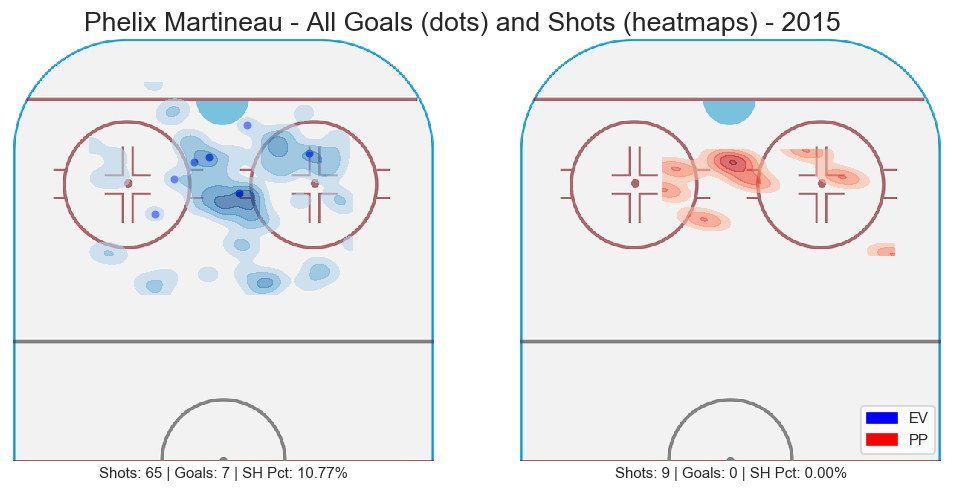 Phelix Martineau - All Goals (dots) and Shots (heatmaps) - 2015
EV
PP
Shots: 65 | Goals: 7 | SH Pct: 10.77%
Shots: 9 | Goals: 0 | SH Pct: 0.00%